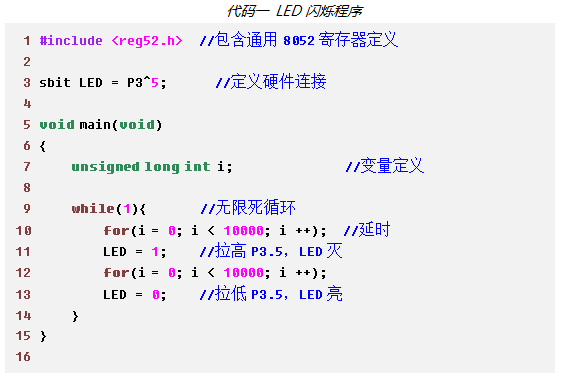 代码一 LED 闪烁程序
1 #include <reg52.h>  //包含通用 8052 寄存器定义
2
3 sbit LED = P3^5;      //定义硬件连接
4
5 void main(void)
6 {
7     unsigned long int i;              //变量定义
8
9     while(1){       //无限死循环
10         for(i = 0; i < 10000; i ++);  //延时
11         LED = 1;    //拉高 P3.5，LED 灭
12         for(i = 0; i < 10000; i ++);
13         LED = 0;    //拉低 P3.5，LED 亮
14     }
15 }
16